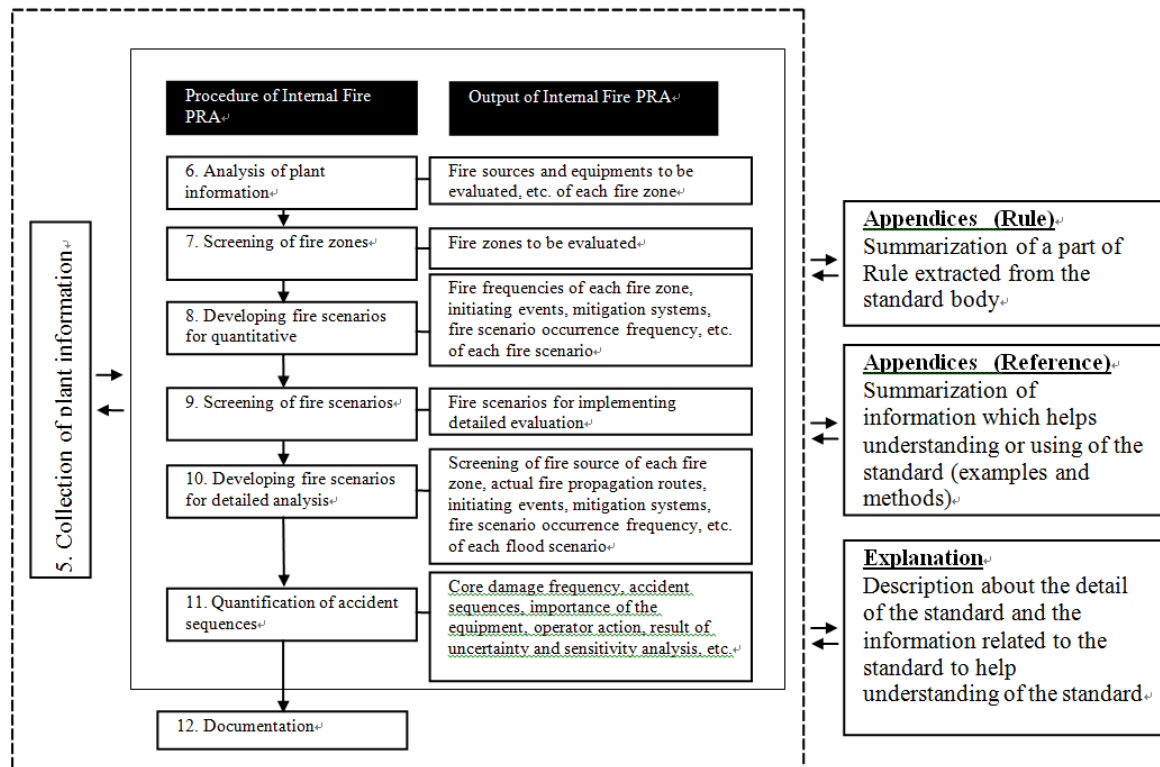 Procedure of Internal Fire
PRA
Output of Internal Fire PRA
6. Analysis of plant
information
Fire sources and equipments to be
evaluated, etc. of each fire zone
7. Screening of fire zones
Fire zones to be evaluated
8. Developing fire scenarios
for quantitative
Fire frequencies of each fire zone,
initiating events, mitigation systems,
fire scenario occurrence frequency, etc.
of each fire scenario
9. Screening of fire scenarios
Fire scenarios for implementing
detailed evaluation
10. Developing fire scenarios
for detailed analysis
Screening of fire source of each fire
zone, actual fire propagation routes,
initiating events, mitigation systems,
fire scenario occurrence frequency, etc.
of each flood scenario
11. Quantification of accident
sequences
Core damage frequency, accident
sequences, importance of the
equipment, operator action, result of
uncertainty and sensitivity analysis, etc.
12. Documentation
5. Collection of plant information
Appendices (Rule)
Summarization of a part of
Rule extracted from the
standard body
Appendices (Reference)
Summarization of
information which helps
understanding or using of the
standard (examples and
methods)
Explanation
Description about the detail
of the standard and the
information related to the
standard to help
understanding of the standard